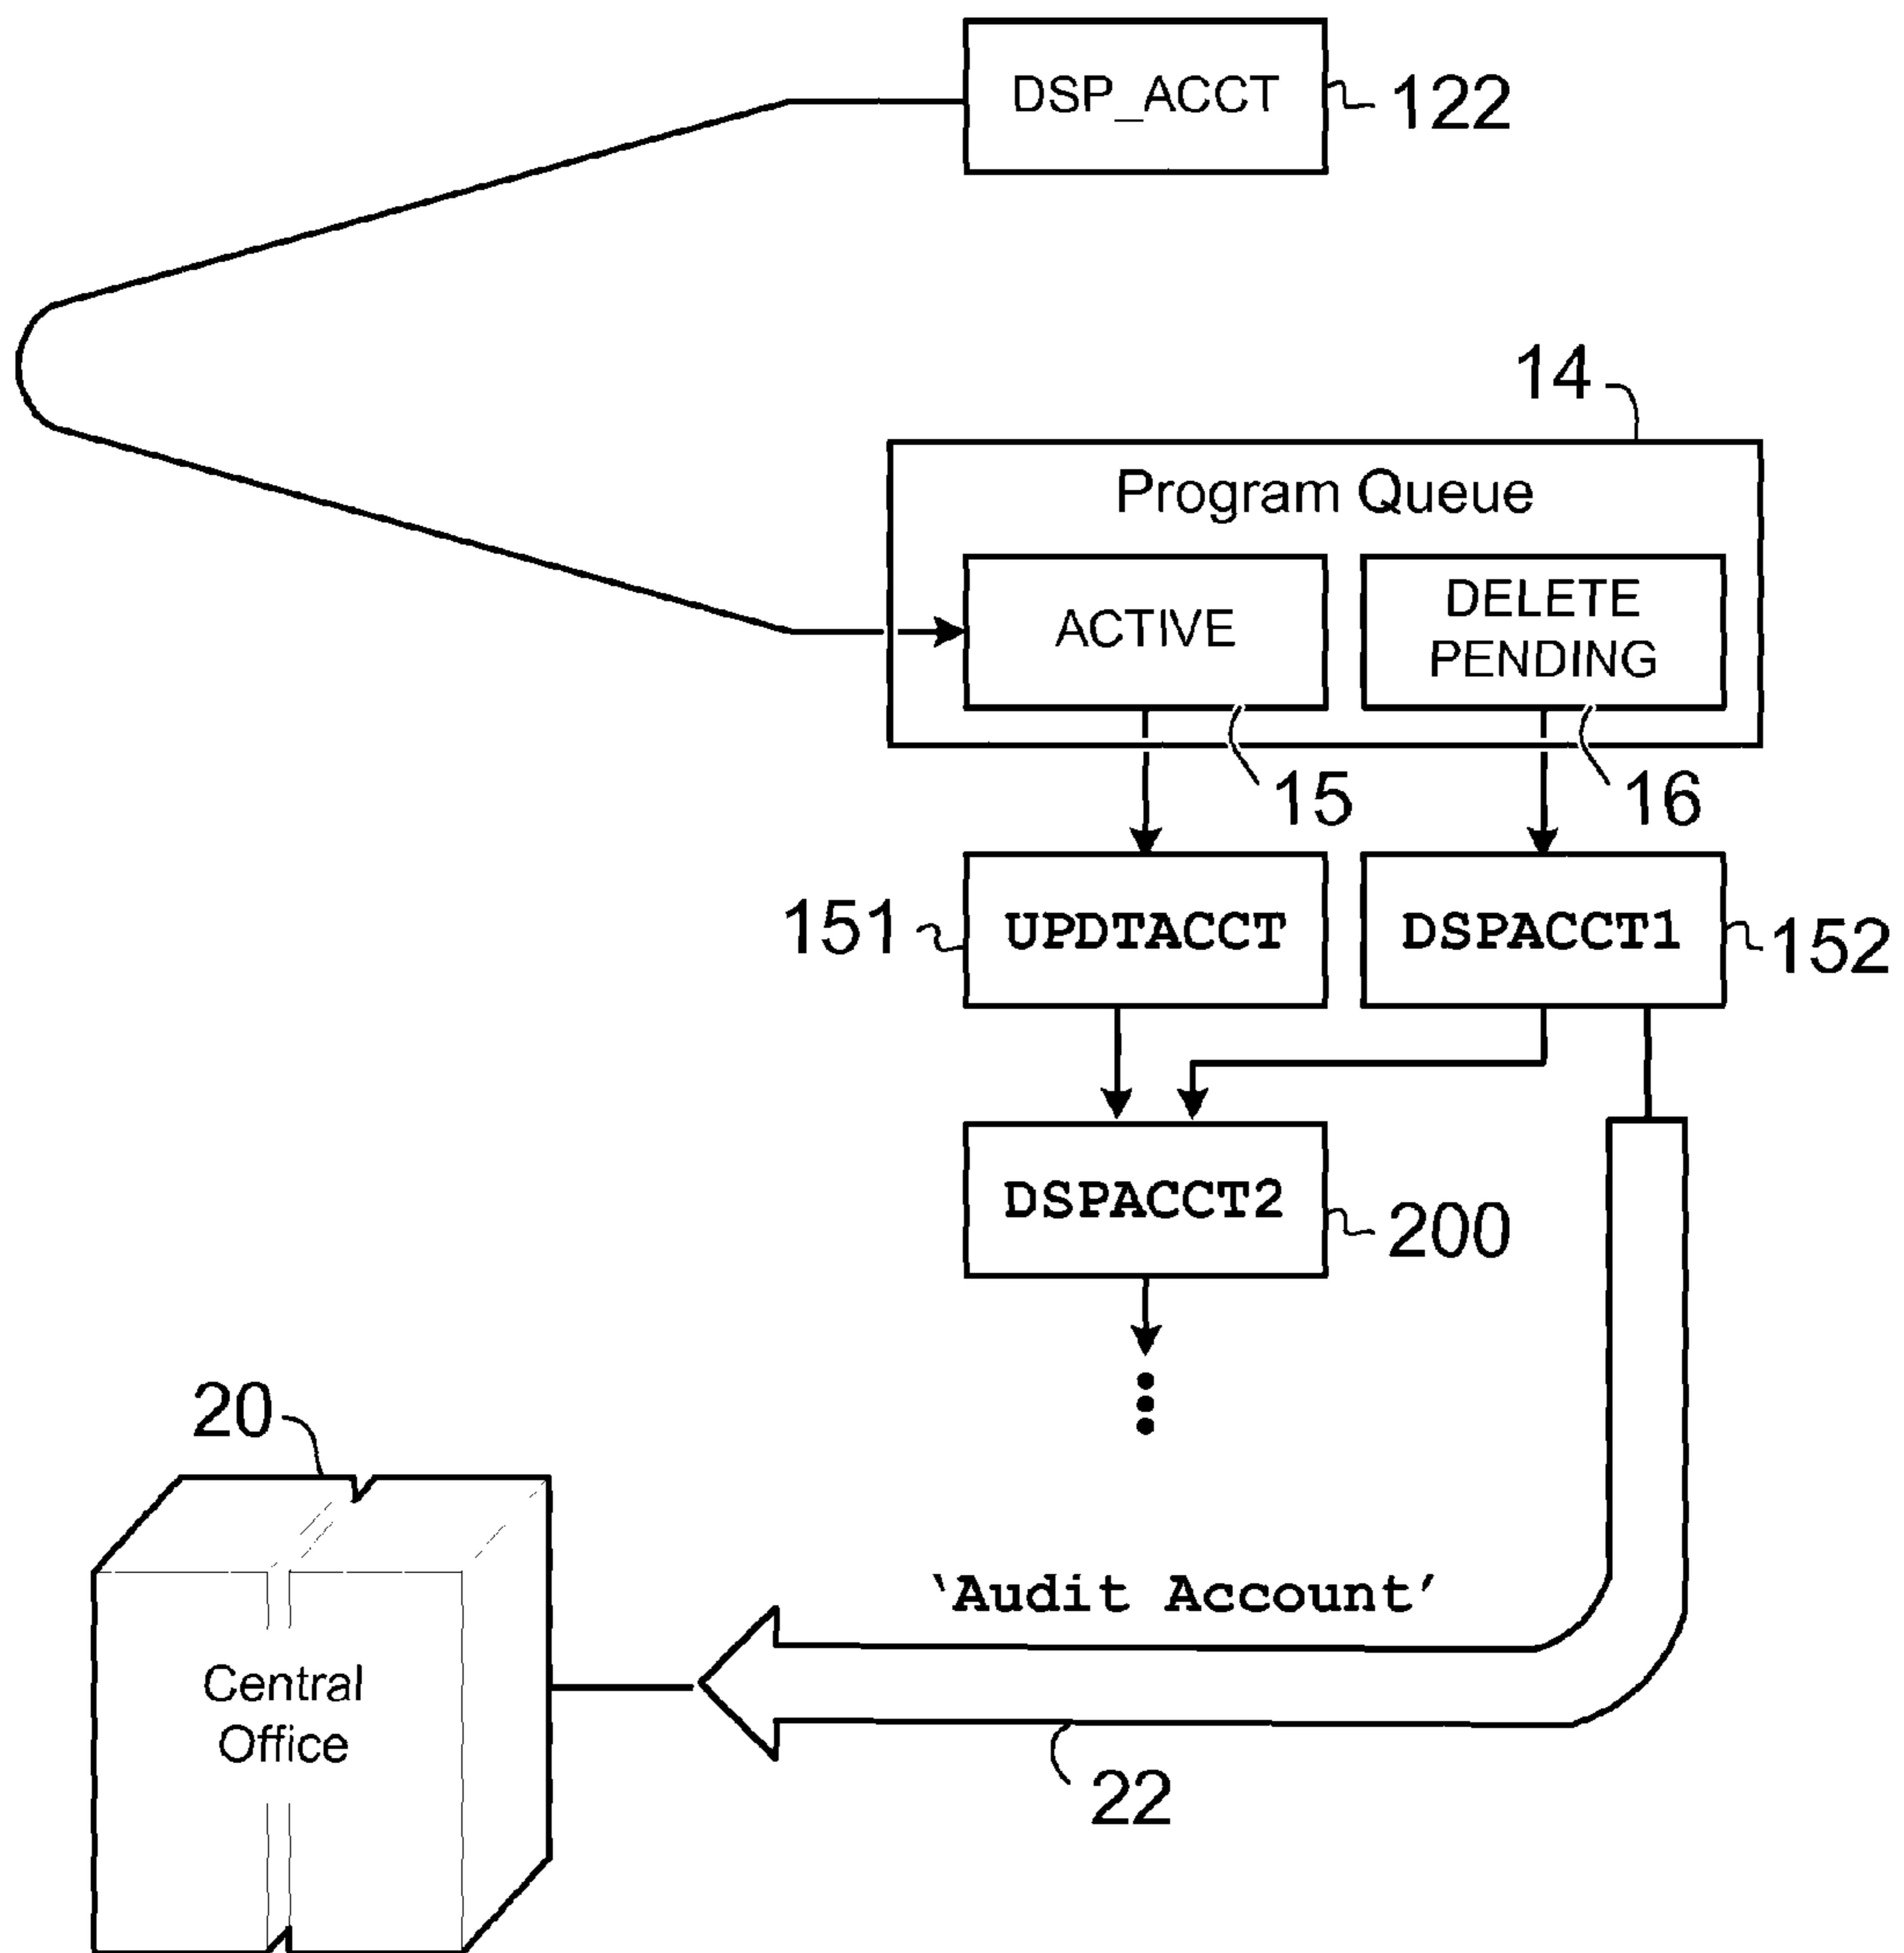 DSP_ACCT
122
14
Program Queue
ACTIVE
DELETE
PENDING
15
16
151
UPDTACCT
DSPACCT1
152
DSPACCT2
200
20
‘Audit Account’
Central
Office
22